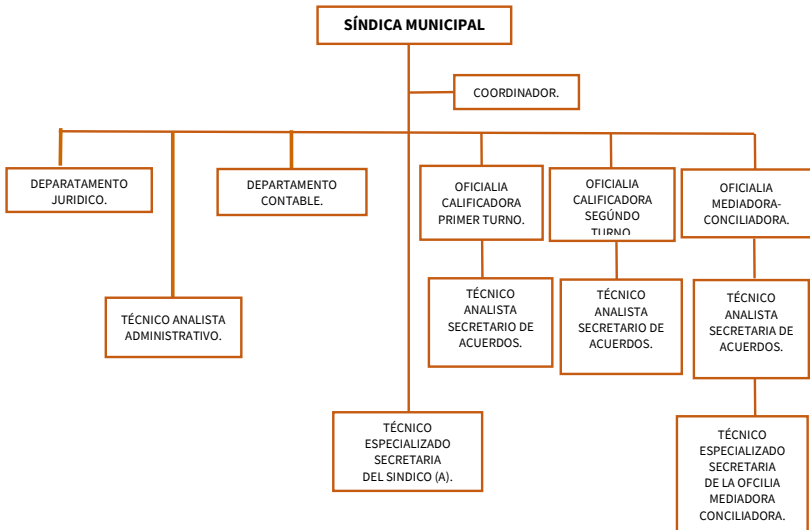 SÍNDICA MUNICIPAL
COORDINADOR.
DEPARATAMENTO
JURIDICO.
DEPARTAMENTO
CONTABLE.
OFICIALIA
CALIFICADORA
PRIMER TURNO.
OFICIALIA
CALIFICADORA
SEGÚNDO
TURNO
OFICIALIA
MEDIADORA-
CONCILIADORA.
TÉCNICO ANALISTA
ADMINISTRATIVO.
TÉCNICO
ANALISTA
SECRETARIO DE
ACUERDOS.
TÉCNICO
ANALISTA
SECRETARIO DE
ACUERDOS.
TÉCNICO
ANALISTA
SECRETARIA DE
ACUERDOS.
TÉCNICO
ESPECIALIZADO
SECRETARIA
DEL SINDICO (A).
TÉCNICO
ESPECIALIZADO
SECRETARIA
DE LA OFCILIA
MEDIADORA
CONCILIADORA.